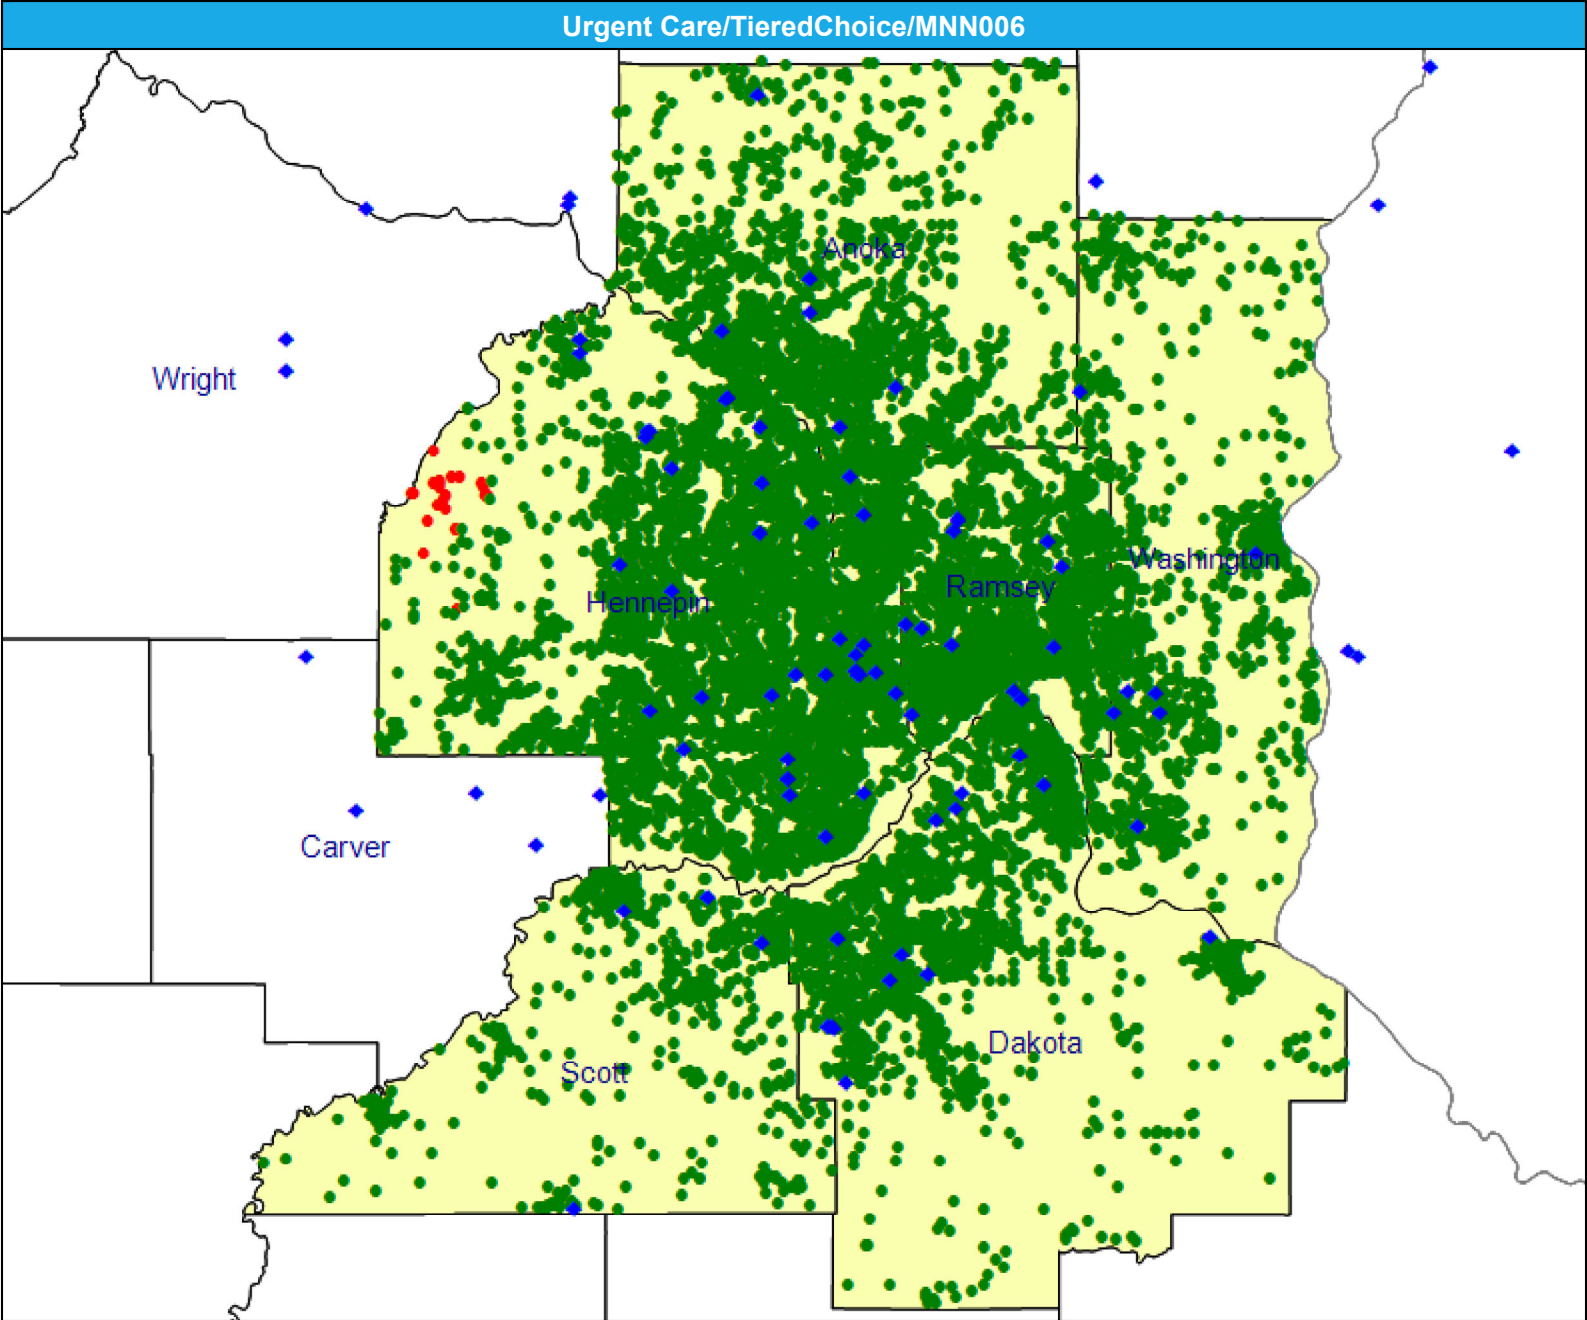 Urgent Care/TieredChoice/MNN006
Anoka
Wright
Washington
Ramsey
Hennepin
Carver
Dakota
Scott